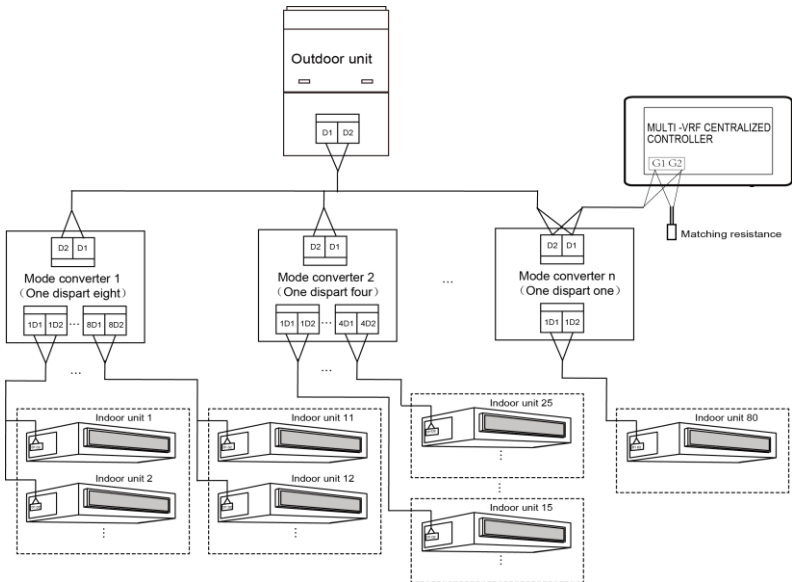 Outdoor unit
D1 D2
MULTI -VRF CENTRALIZED
CONTROLLER
G1 G2
Matching resistance
D2 D1
Mode converter 1
(One dispart eight)
1D1 1D2 ... 8D1 8D2
...
D2 D1
Mode converter 2
(One dispart four)
1D1 1D2 ... 4D1 4D2
...
...
D2 D1
Mode converter n
(One dispart one)
1D1 1D2
Indoor unit 1
Indoor unit 2
Indoor unit 11
Indoor unit 12
Indoor unit 25
Indoor unit 15
Indoor unit 80